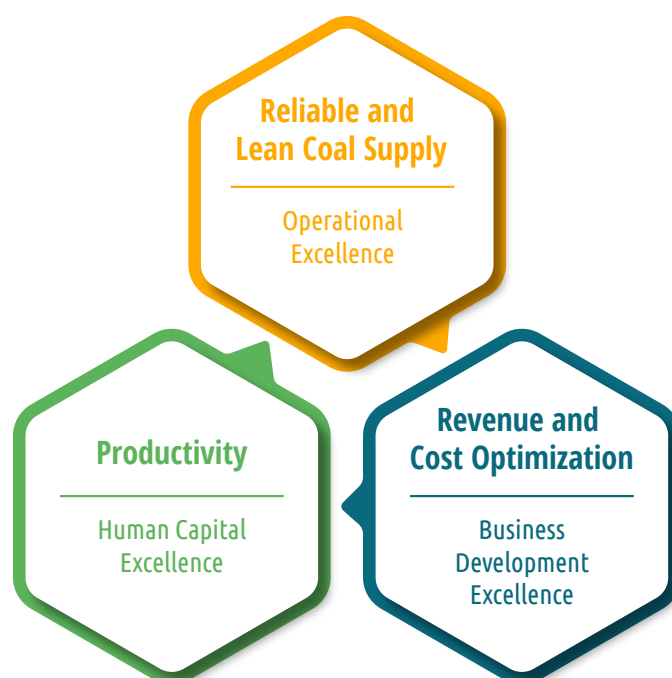 Reliable and
Lean Coal Supply
Operational
Excellence
Productivity
Human Capital
Excellence
Revenue and
Cost Optimization
Business
Development
Excellence